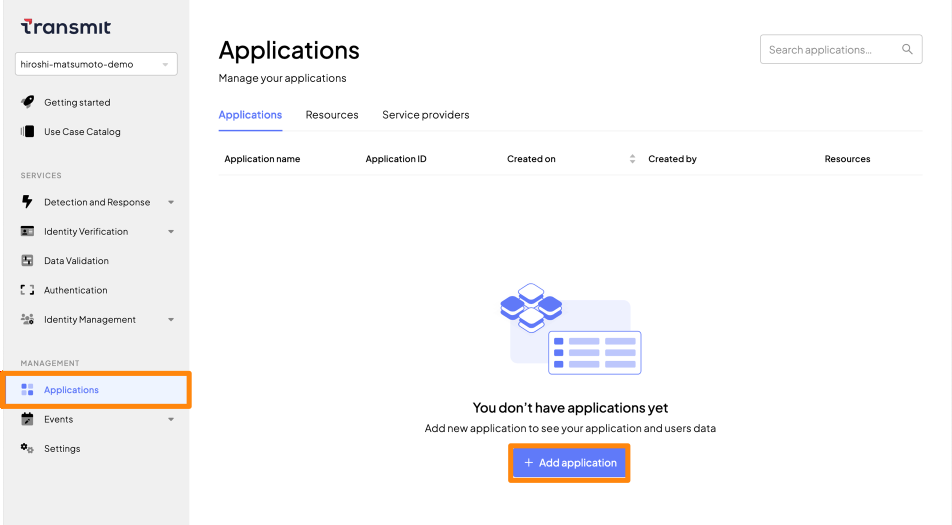 Transmit
hiroshi-matsumoto-demo
Getting started
Use Case Catalog
SERVICES
Detection and Response
Identity Verification
Data Validation
Authentication
Identity Management
MANAGEMENT
Applications
Events
Settings
Applications
Search applications...
Manage your applications
Applications Resources Service providers
Application name Application ID Created on Created by Resources
You don't have applications yet
Add new application to see your application and users data
+ Add application